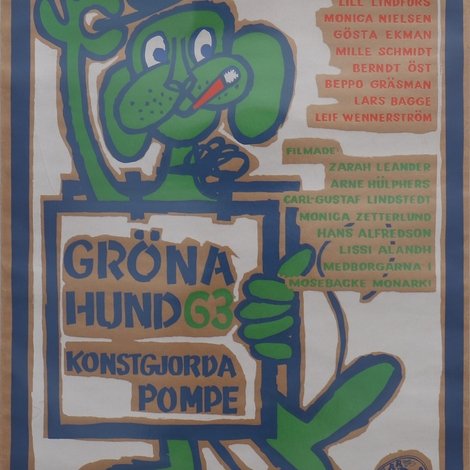 LILL LINDFORS
MONICA NIELSEN
GÖSTA EKMAN
MILLE SCHMIDT
BERNDT ÖST
BEPPO GRÄSMAN
LARS BAGGE
LEIF WENNERSTRÖM
FILMADE
ZARAH LEANDER
ARNE HÜLPHERS
CARL-GUSTAF LINDSTEDT
MONICA ZETTERLUND
HANS ALFREDSON
LISSI ALANDH
MEDBORGARNA I
MOSEBACKE MONARKI
GRÖNA
HUND 63
KONSTGJORDA
POMPE